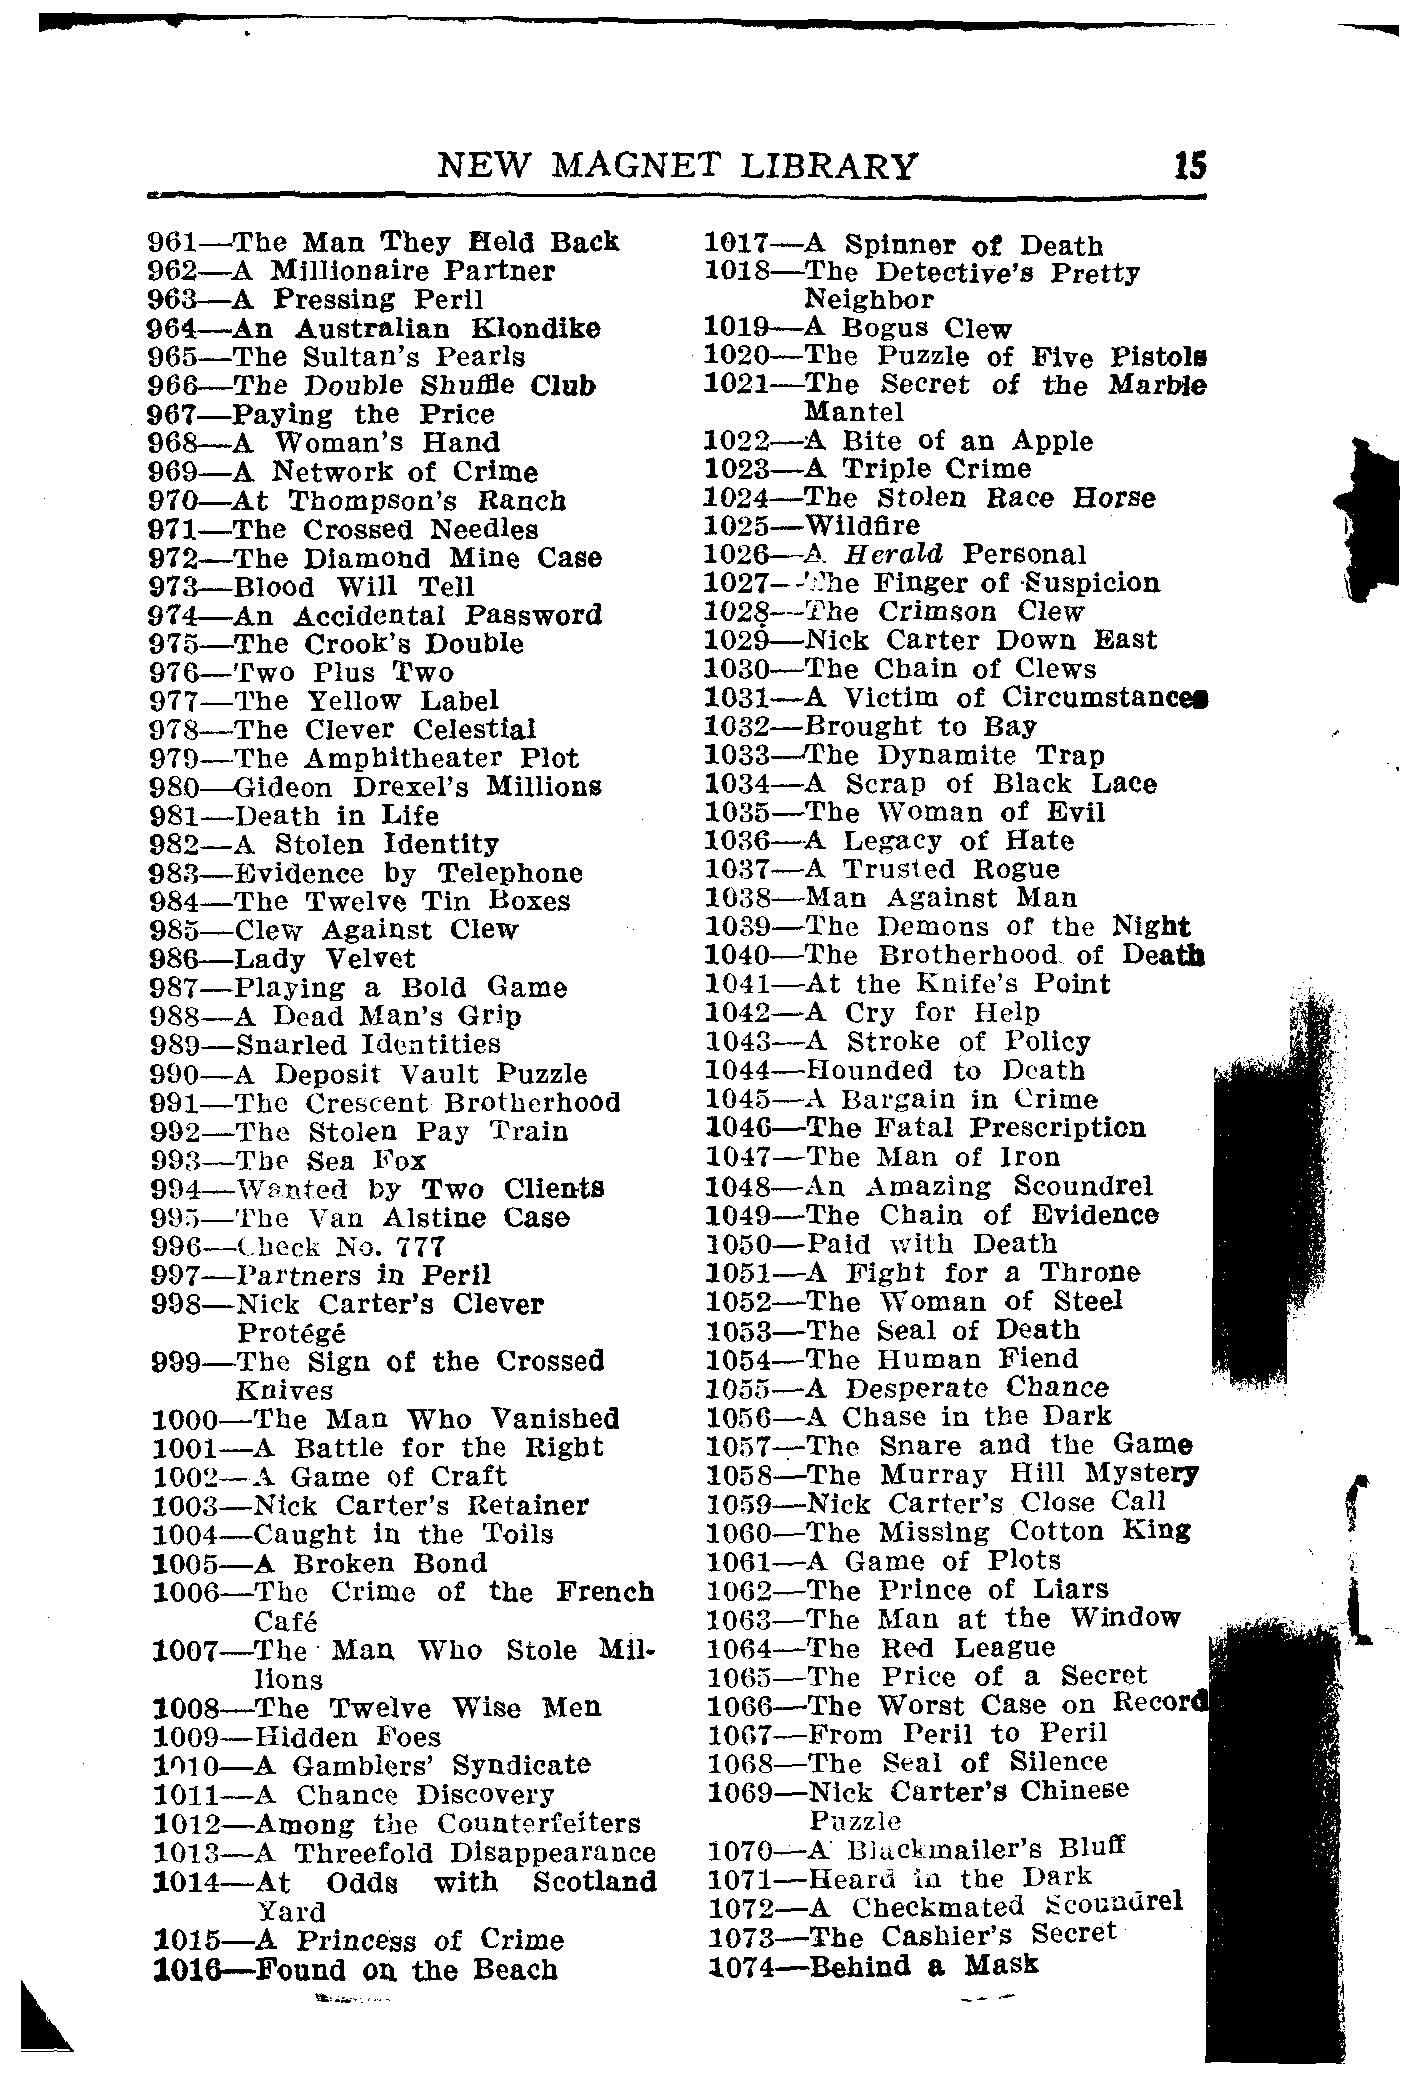 NEW MAGNET LIBRARY 15
961—The Man They Held Back
962—A Millionaire Partner
963—A Pressing Peril
964—An Australian Klondike
965—The Sultan's Pearls
966—The Double Shuffle Club
967—Paying the Price
968—A Woman's Hand
969—A Network of Crime
970—At Thompson's Ranch
971—The Crossed Needles
972—The Diamond Mine Case
973—Blood Will Tell
974—An Accidental Password
975—The Crook's Double
976—Two Plus Two
977—The Yellow Label
978—The Clever Celestial
979—The Amphitheater Plot
980—Gideon Drexel's Millions
981—Death in Life
982—A Stolen Identity
983—Evidence by Telephone
984—The Twelve Tin Boxes
985—Clew Against Clew
986—Lady Velvet
987—Playing a Bold Game
988—A Dead Man's Grip
989—Snarled Identities
990—A Deposit Vault Puzzle
991—The Crescent Brotherhood
992—The Stolen Pay Train
993—The Sea Fox
994—Wanted by Two Clients
995—The Van Alstine Case
996—Check No. 777
997—Partners in Peril
998—Nick Carter's Clever
Protégé
999—The Sign of the Crossed
Knives
1000—The Man Who Vanished
1001—A Battle for the Right
1002—A Game of Craft
1003—Nick Carter's Retainer
1004—Caught in the Toils
1005—A Broken Bond
1006—The Crime of the French
Café
1007—The Man Who Stole Mil-
lions
1008—The Twelve Wise Men
1009—Hidden Foes
1010—A Gamblers' Syndicate
1011—A Chance Discovery
1012—Among the Counterfeiters
1013—A Threefold Disappearance
1014—At Odds with Scotland
Yard
1015—A Princess of Crime
1016—Found on the Beach
1017—A Spinner of Death
1018—The Detective's Pretty
Neighbor
1019—A Bogus Clew
1020—The Puzzle of Five Pistols
1021—The Secret of the Marble
Mantel
1022—A Bite of an Apple
1023—A Triple Crime
1024—The Stolen Race Horse
1025—Wildfire
1026—A Herald Personal
1027—The Finger of Suspicion
1028—The Crimson Clew
1029—Nick Carter Down East
1030—The Chain of Clews
1031—A Victim of Circumstances
1032—Brought to Bay
1033—The Dynamite Trap
1034—A Scrap of Black Lace
1035—The Woman of Evil
1036—A Legacy of Hate
1037—A Trusted Rogue
1038—Man Against Man
1039—The Demons of the Night
1040—The Brotherhood of Death
1041—At the Knife's Point
1042—A Cry for Help
1043—A Stroke of Policy
1044—Hounded to Death
1045—A Bargain in Crime
1046—The Fatal Prescription
1047—The Man of Iron
1048—An Amazing Scoundrel
1049—The Chain of Evidence
1050—Paid with Death
1051—A Fight for a Throne
1052—The Woman of Steel
1053—The Seal of Death
1054—The Human Fiend
1055—A Desperate Chance
1056—A Chase in the Dark
1057—The Snare and the Game
1058—The Murray Hill Mystery
1059—Nick Carter's Close Call
1060—The Missing Cotton King
1061—A Game of Plots
1062—The Prince of Liars
1063—The Man at the Window
1064—The Red League
1065—The Price of a Secret
1066—The Worst Case on Record
1067—From Peril to Peril
1068—The Seal of Silence
1069—Nick Carter's Chinese
Puzzle
1070—A Blackmailer's Bluff
1071—Heard in the Dark
1072—A Checkmated Scoundrel
1073—The Cashier's Secret
1074—Behind a Mask